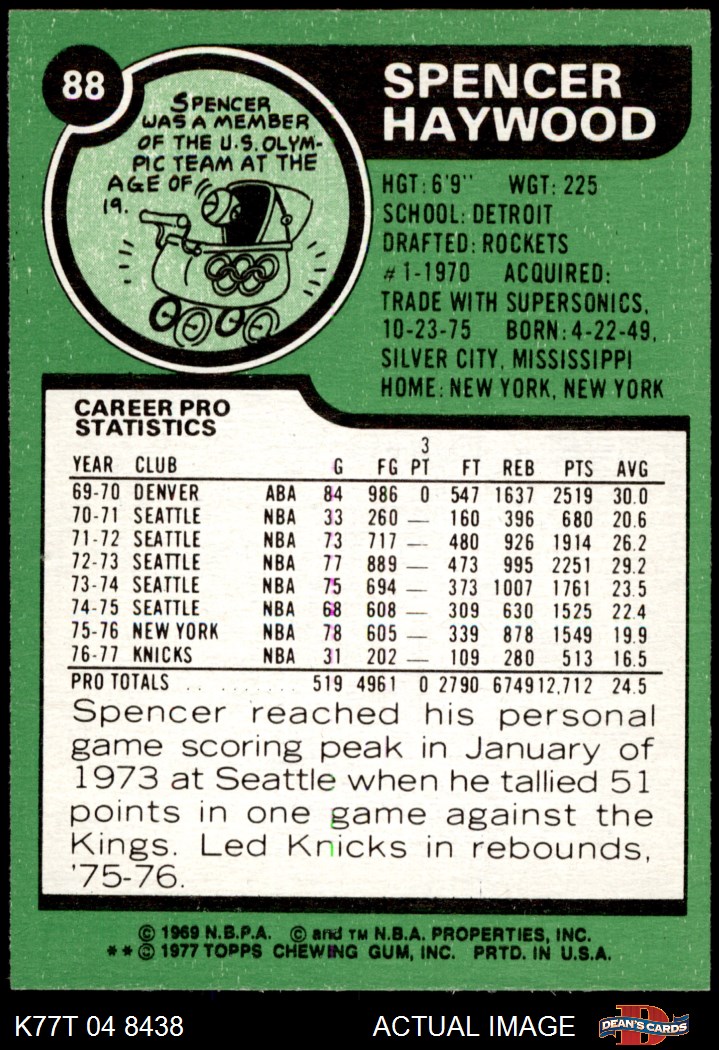 88
SPENCER
HAYWOOD
SPENCER
WAS A MEMBER
OF THE U.S. OLYM-
PIC TEAM AT THE
AGE OF
19.
HGT: 6'9" WGT: 225
SCHOOL: DETROIT
DRAFTED: ROCKETS
#1-1970 ACQUIRED:
TRADE WITH SUPERSONICS,
10-23-75 BORN: 4-22-49,
SILVER CITY, MISSISSIPPI
HOME: NEW YORK, NEW YORK
CAREER PRO
STATISTICS
YEAR CLUB G FG 3 PT FT REB PTS AVG
69-70 DENVER ABA 84 986 0 547 1637 2519 30.0
70-71 SEATTLE NBA 33 260 — 160 396 680 20.6
71-72 SEATTLE NBA 73 717 — 480 926 1914 26.2
72-73 SEATTLE NBA 77 889 — 473 995 2251 29.2
73-74 SEATTLE NBA 75 694 — 373 1007 1761 23.5
74-75 SEATTLE NBA 68 608 — 309 630 1525 22.4
75-76 NEW YORK NBA 78 605 — 339 878 1549 19.9
76-77 KNICKS NBA 31 202 — 109 280 513 16.5
PRO TOTALS .. ........... 519 4961 0 2790 6749 12,712 24.5
Spencer reached his personal
game scoring peak in January of
1973 at Seattle when he tallied 51
points in one game against the
Kings. Led Knicks in rebounds,
'75-76.
© 1969 N.B.P.A. © and TM N.B.A. PROPERTIES, INC.
**© 1977 TOPPS CHEWING GUM, INC. PRTD. IN U.S.A.
K77T 04 8438 ACTUAL IMAGE D DEAN'S CARDS